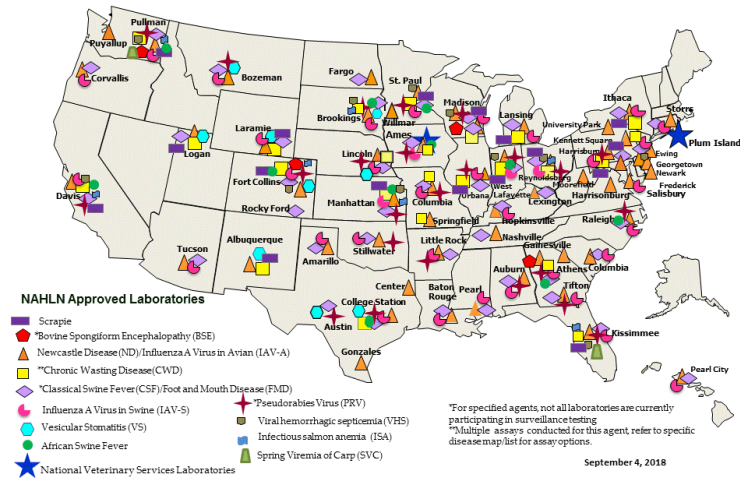 Pullman
Puyallup
Corvallis
Bozeman
Fargo
St. Paul
Brookings
Willmar
Ames
Madison
Lansing
Ithaca
University Park
Storrs
Plum Island
Kennett Square
Harrisburg
Ewing
Georgetown
Newark
Frederick
Salisbury
Logan
Laramie
Lincoln
Fort Collins
Rocky Ford
Manhattan
Columbia
Urbana
West
Lafayette
Reynoldsburg
Moorefield
Harrisonburg
Lexington
Hopkinsville
Raleigh
Davis
Springfield
Nashville
Tucson
Albuquerque
Amarillo
Stillwater
Little Rock
Gainesville
Auburn
Athens
Columbia
Tifton
Center
Baton
Rouge
Pearl
College Station
Austin
Gonzales
Kissimmee
Pearl City
NAHLN Approved Laboratories
Scrapie
*Bovine Spongiform Encephalopathy (BSE)
Newcastle Disease(ND)/Influenza A Virus in Avian (IAV-A)
**Chronic Wasting Disease(CWD)
*Classical Swine Fever(CSF)/Foot and Mouth Disease(FMD)
Influenza A Virus in Swine (IAV-S)
Vesicular Stomatitis (VS)
African Swine Fever
National Veterinary Services Laboratories
*Pseudorabies Virus (PRV)
Viral hemorrhagic septicemia (VHS)
Infectious salmon anemia (ISA)
Spring Viremia of Carp (SVC)
*For specified agents, not all laboratories are currently
participating in surveillance testing
**Multiple assays conducted for this agent, refer to specific
disease map/list for assay options.
September 4, 2018